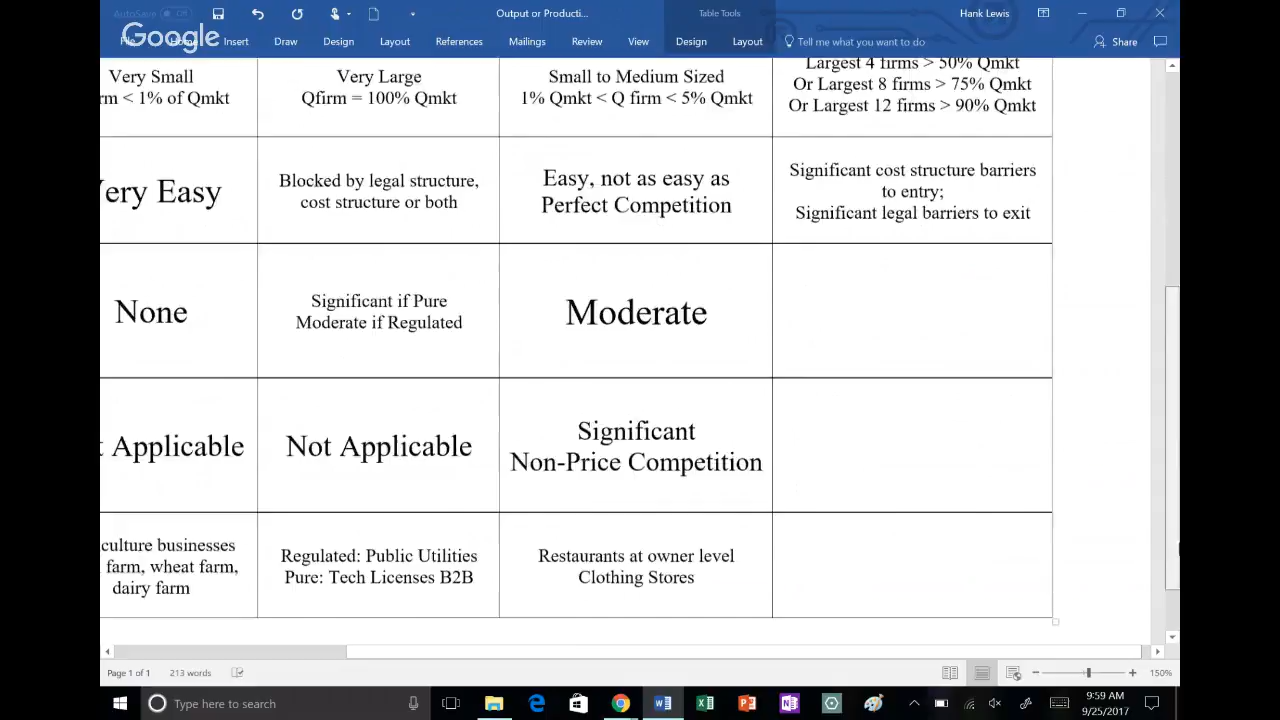 AutoSave Off
Output or Producti...
Table Tools
Hank Lewis
Google
File
Home
Insert
Draw
Design
Layout
References
Mailings
Review
View
Design
Layout
Tell me what you want to do
Share
Very Small
rm < 1% of Qmkt
Very Large
Qfirm = 100% Qmkt
Small to Medium Sized
1% Qmkt < Q firm < 5% Qmkt
Largest 4 firms > 50% Qmkt
Or Largest 8 firms > 75% Qmkt
Or Largest 12 firms > 90% Qmkt
Very Easy
Blocked by legal structure,
cost structure or both
Easy, not as easy as
Perfect Competition
Significant cost structure barriers
to entry;
Significant legal barriers to exit
None
Significant if Pure
Moderate if Regulated
Moderate
t Applicable
Not Applicable
Significant
Non-Price Competition
culture businesses
farm, wheat farm,
dairy farm
Regulated: Public Utilities
Pure: Tech Licenses B2B
Restaurants at owner level
Clothing Stores
Page 1 of 1
213 words
150%
Type here to search
9:59 AM
9/25/2017